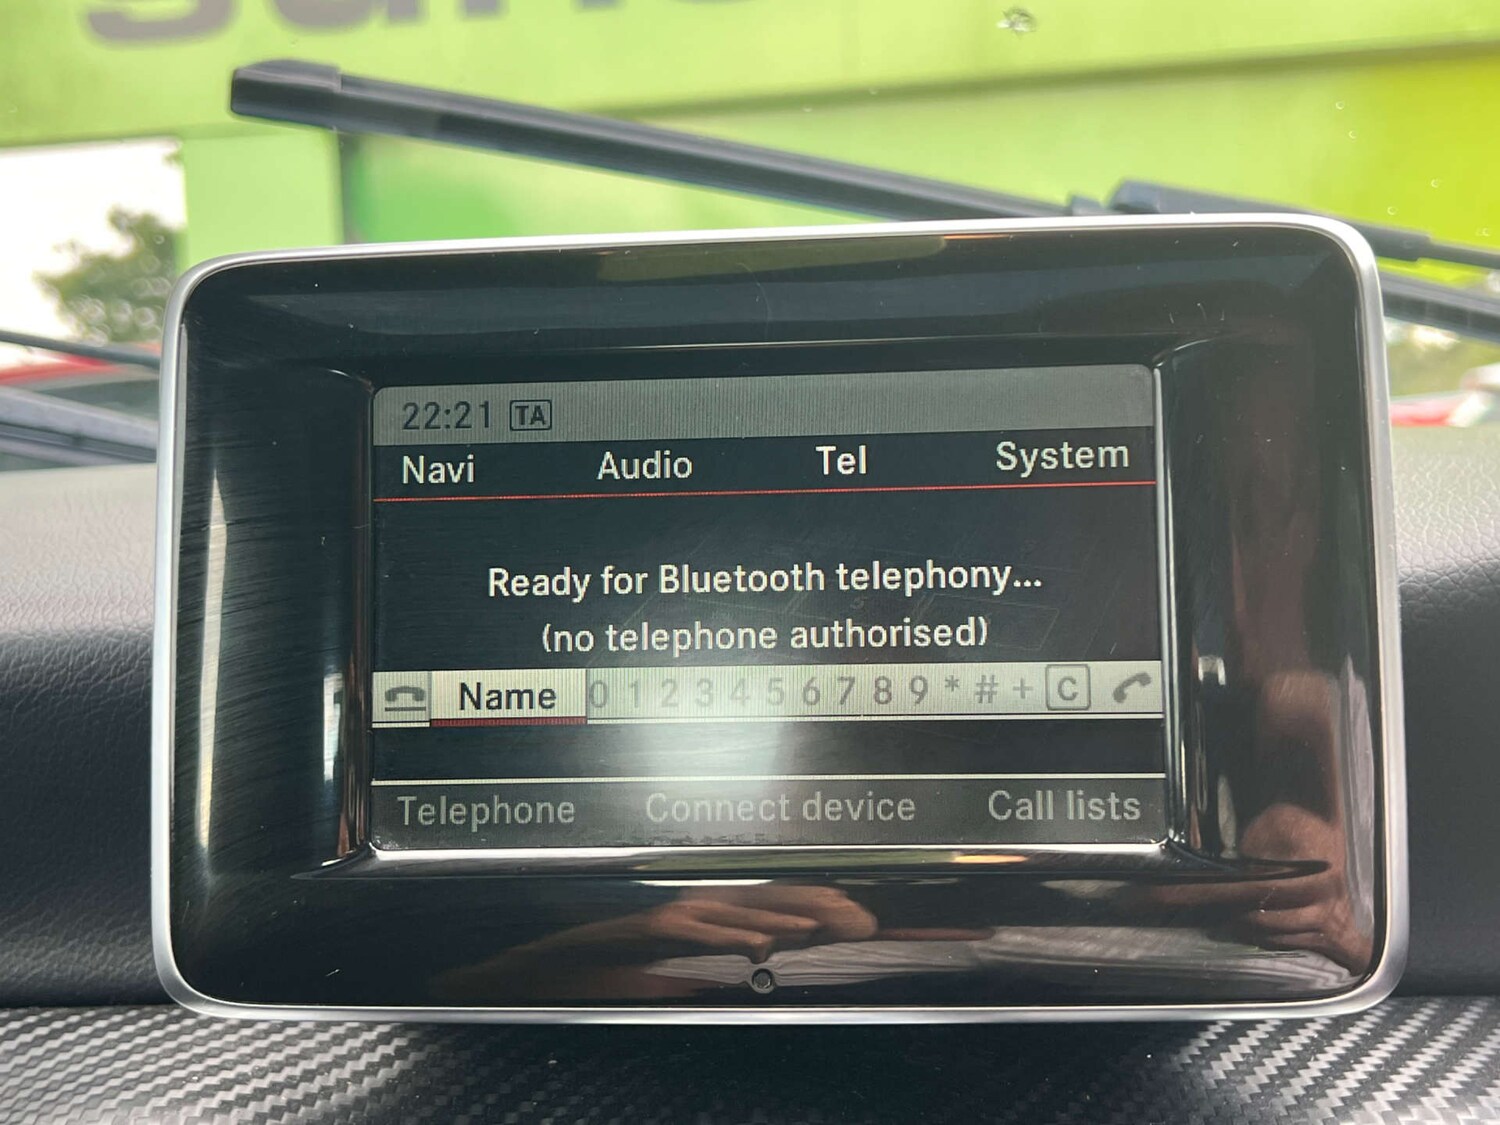 22:21 TA
Navi Audio Tel System
Ready for Bluetooth telephony...
(no telephone authorised)
Name 0 1 2 3 4 5 6 7 8 9 * # + C
Telephone Connect device Call lists